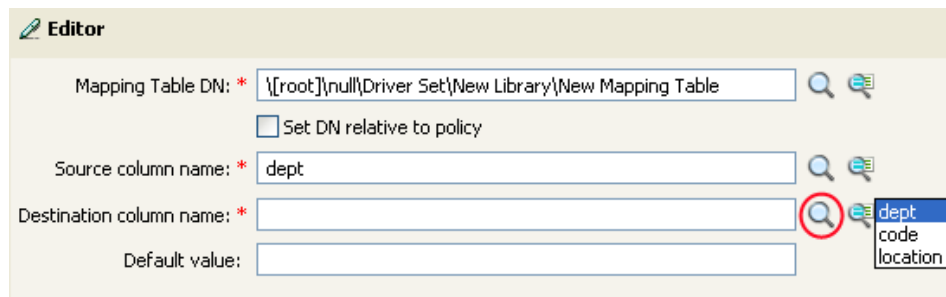 Editor
Mapping Table DN: * \[root]\null\Driver Set\New Library\New Mapping Table
Set DN relative to policy
Source column name: * dept
Destination column name: *
dept
code
location
Default value: